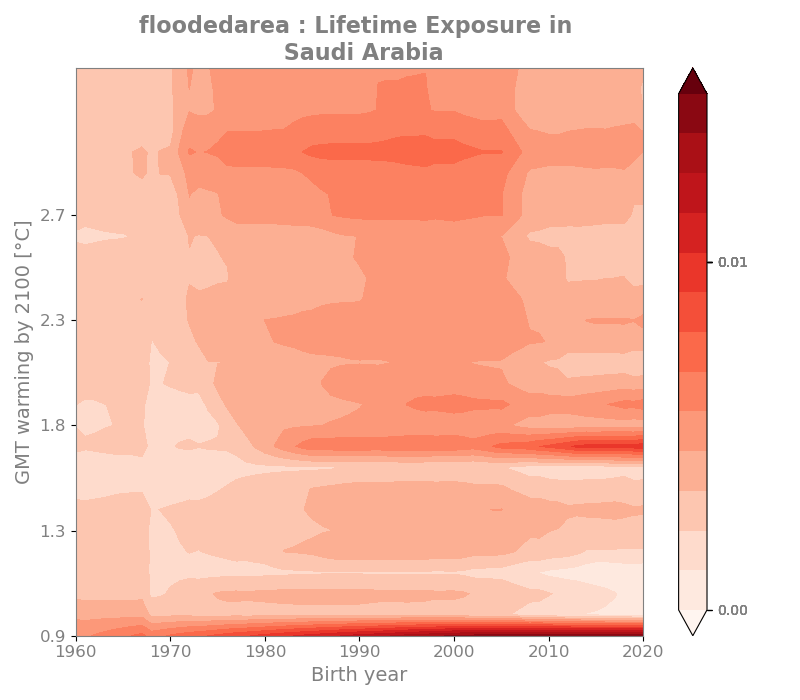 floodedarea : Lifetime Exposure in
Saudi Arabia
GMT warming by 2100 [°C]
2.7
2.3
1.8
1.3
0.9
1960 1970 1980 1990 2000 2010 2020
Birth year
0.01
0.00